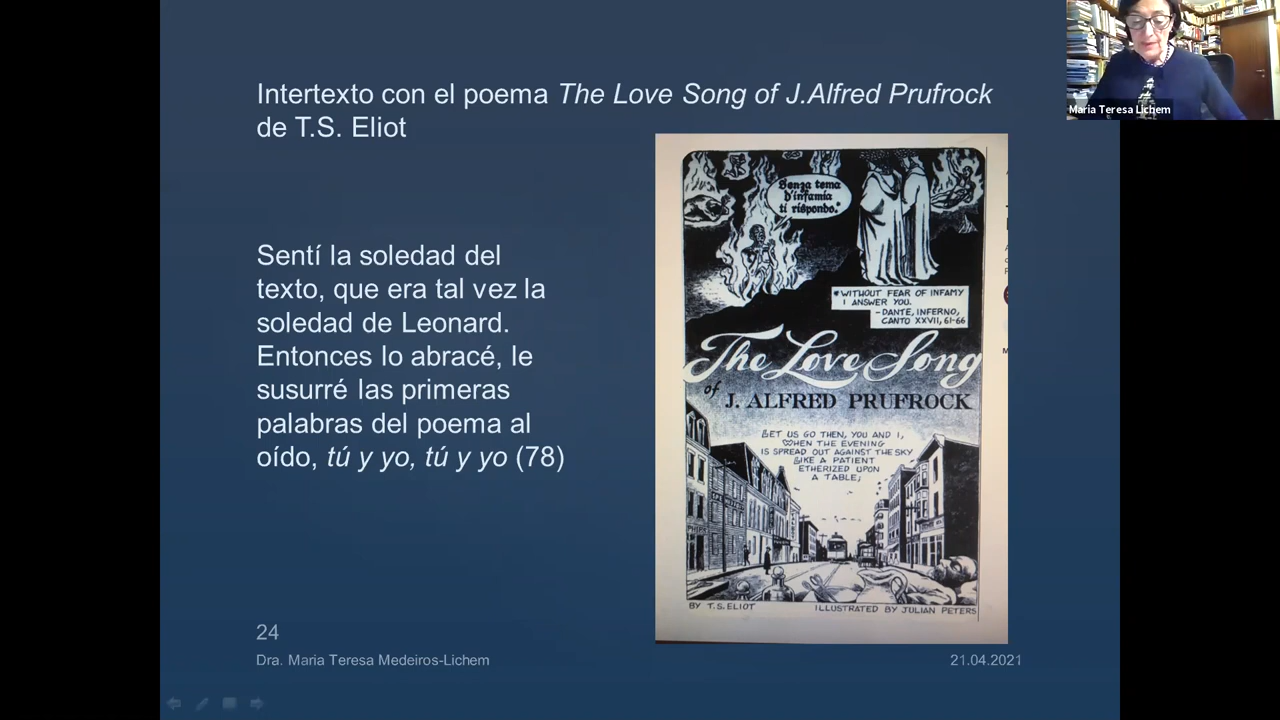 Intertexto con el poema The Love Song of J.Alfred Prufrock
de T.S. Eliot
Sentí la soledad del
texto, que era tal vez la
soledad de Leonard.
Entonces lo abracé, le
susurré las primeras
palabras del poema al
oído, tú y yo, tú y yo (78)
Senza tema
D'infamia
ti rispondo.*
*WITHOUT FEAR OF INFAMY
I ANSWER YOU.
-DANTE, INFERNO,
CANTO XXVII, 61-66
The Love Song
of
J. ALFRED PRUFROCK
LET US GO THEN, YOU AND I,
WHEN THE EVENING
IS SPREAD OUT AGAINST THE SKY
LIKE A PATIENT
ETHERIZED UPON
A TABLE;
BY T.S. ELIOT ILLUSTRATED BY JULIAN PETERS
24
Dra. Maria Teresa Medeiros-Lichem
21.04.2021
Maria Teresa Lichem